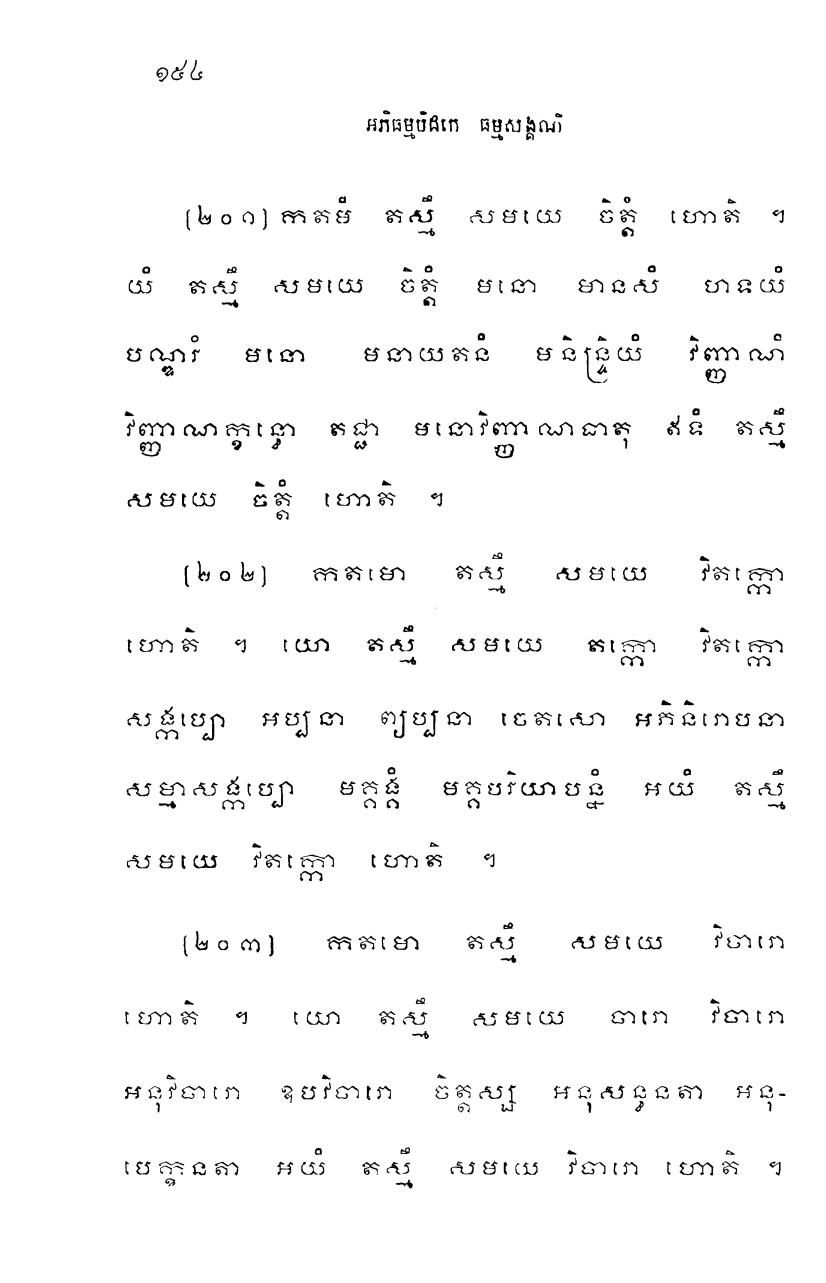 ១៥៤
អភិធម្មបិដកេ ធម្មសង្គណី
(២០១) កតមំ តស្មឹ សមយេ ចិត្តំ ហោតិ ។
យំ តស្មឹ សមយេ ចិត្តំ មនោ មានសំ ហទយំ
បណ្ឌរំ មនោ មនាយតនំ មនិន្ទ្រិយំ វិញ្ញាណំ
វិញ្ញាណក្ខន្ធោ តជ្ជា មនោវិញ្ញាណធាតុ ឥទំ តស្មឹ
សមយេ ចិត្តំ ហោតិ ។
(២០២) កតមោ តស្មឹ សមយេ វិតក្កោ
ហោតិ ។ យោ តស្មឹ សមយេ តក្កោ វិតក្កោ
សង្កប្បោ អប្បនា ព្យប្បនា ចេតសោ អភិនិរោបនា
សម្មាសង្កប្បោ មគ្គង្គំ មគ្គបរិយាបន្នំ អយំ តស្មឹ
សមយេ វិតក្កោ ហោតិ ។
(២០៣) កតមោ តស្មឹ សមយេ វិចារោ
ហោតិ ។ យោ តស្មឹ សមយេ ចារោ វិចារោ
អនុវិចារោ ឧបវិចារោ ចិត្តស្ស អនុសន្ធនតា អនុ-
បេក្ខនតា អយំ តស្មឹ សមយេ វិចារោ ហោតិ ។